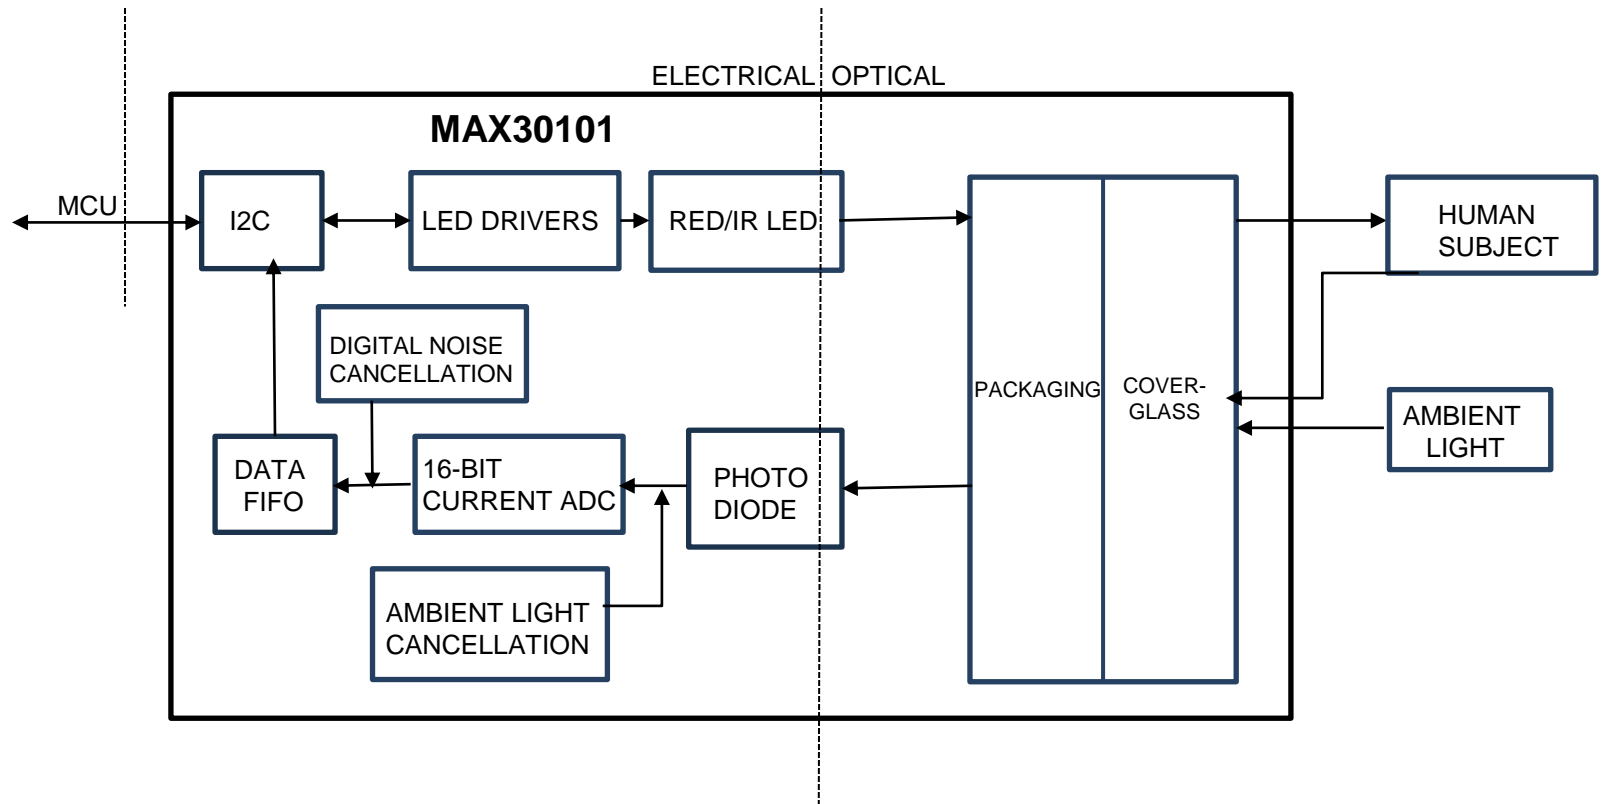 ELECTRICAL OPTICAL
MAX30101
MCU
I2C
LED DRIVERS
RED/IR LED
HUMAN
SUBJECT
DIGITAL NOISE
CANCELLATION
PACKAGING
COVER-
GLASS
AMBIENT
LIGHT
DATA
FIFO
16-BIT
CURRENT ADC
PHOTO
DIODE
AMBIENT LIGHT
CANCELLATION